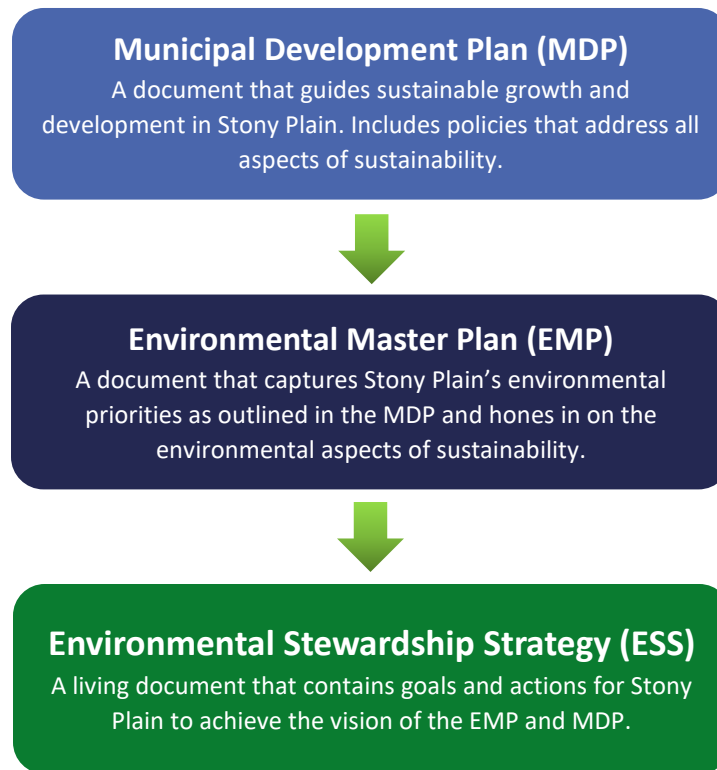 Municipal Development Plan (MDP)
A document that guides sustainable growth and
development in Stony Plain. Includes policies that address all
aspects of sustainability.
Environmental Master Plan (EMP)
A document that captures Stony Plain’s environmental
priorities as outlined in the MDP and hones in on the
environmental aspects of sustainability.
Environmental Stewardship Strategy (ESS)
A living document that contains goals and actions for Stony
Plain to achieve the vision of the EMP and MDP.